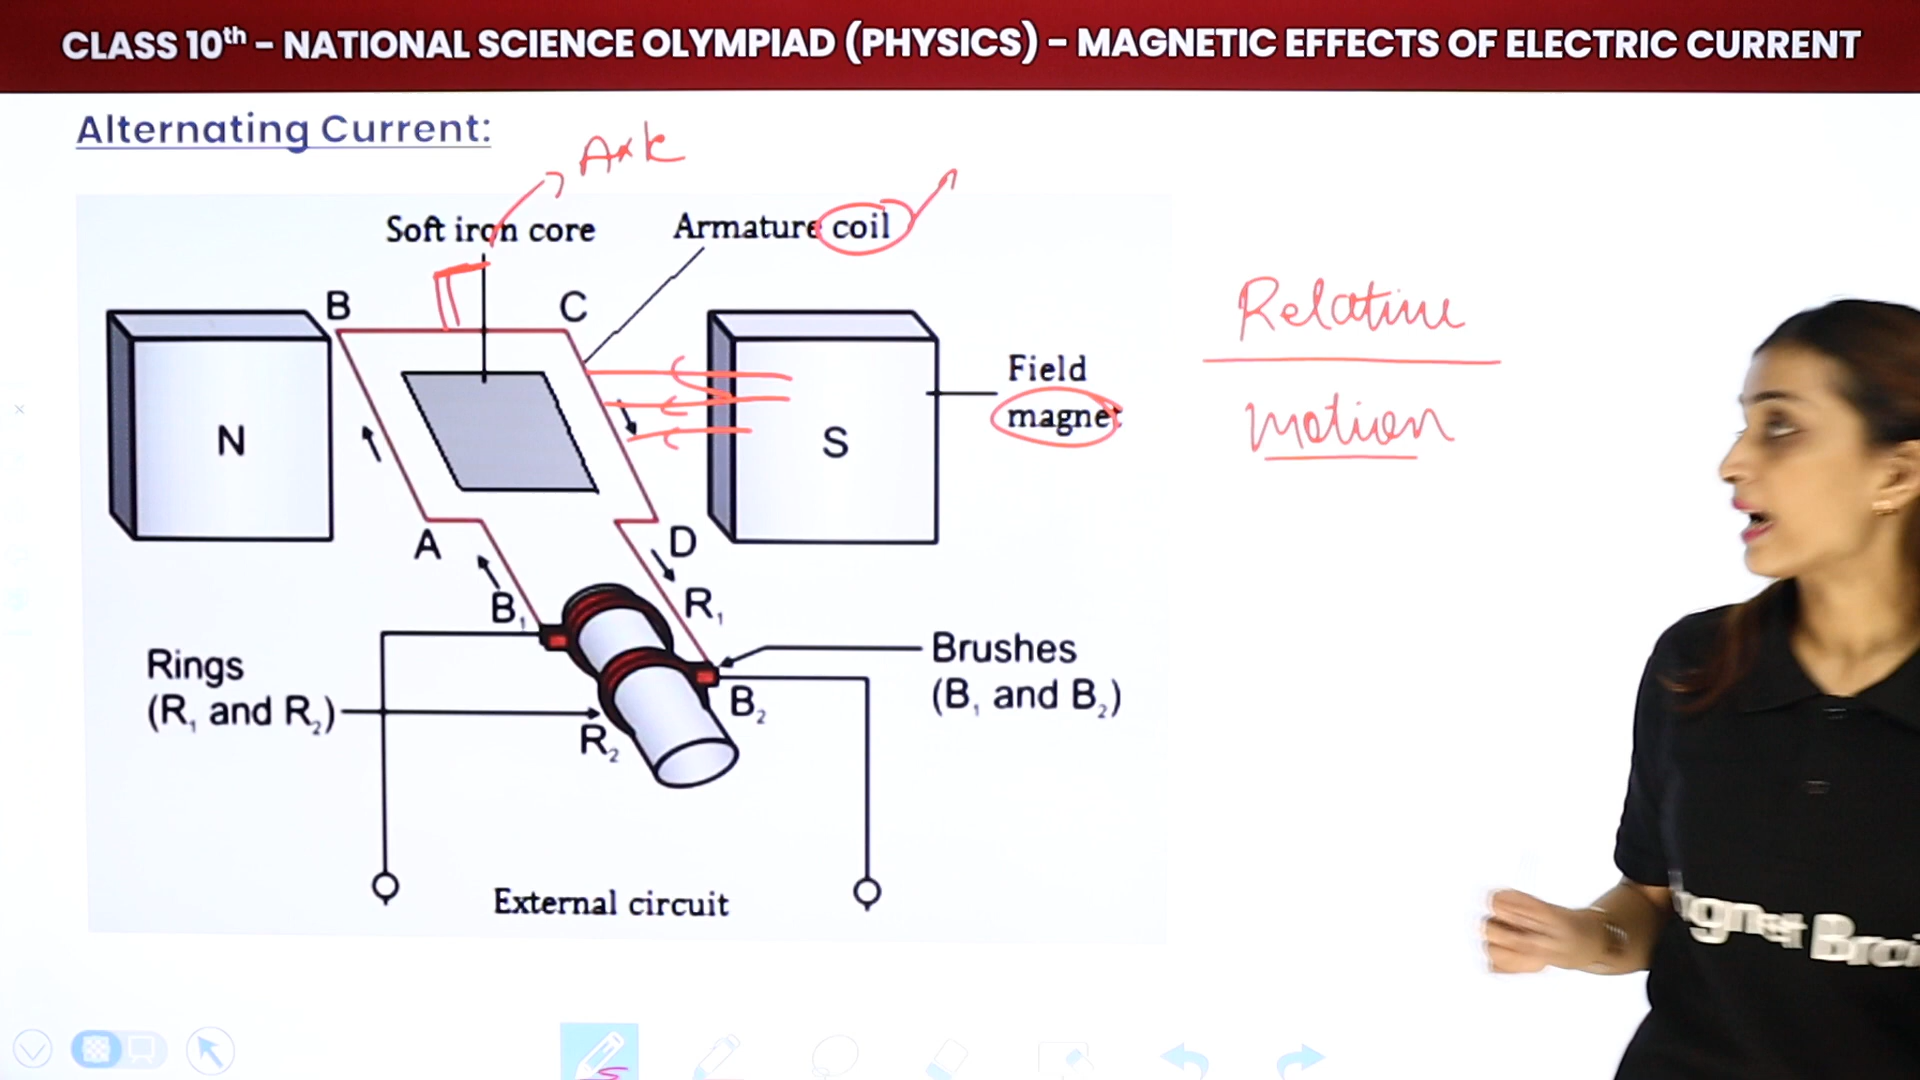 CLASS 10th – NATIONAL SCIENCE OLYMPIAD (PHYSICS) – MAGNETIC EFFECTS OF ELECTRIC CURRENT
Alternating Current:
Soft iron core
Armature coil
B
C
N
S
Field
magnet
Relative
motion
A
D
B₁
R₁
Rings
(R₁ and R₂)
Brushes
(B₁ and B₂)
B₂
R₂
External circuit